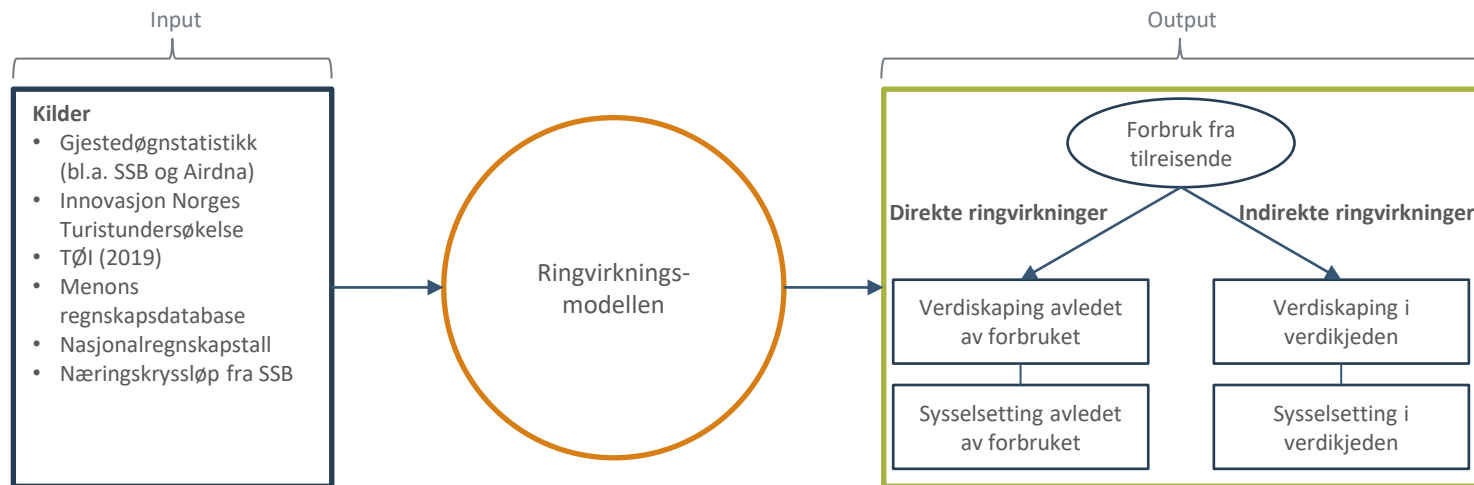 Input
Output
Kilder
• Gjestedøgnstatistikk
(bl.a. SSB og Airdna)
• Innovasjon Norges
Turistundersøkelse
• TØI (2019)
• Menons
regnskapsdatabase
• Nasjonalregnskapstall
• Næringskryssløp fra SSB
Ringvirknings-
modellen
Forbruk fra
tilreisende
Direkte ringvirkninger
Indirekte ringvirkninger
Verdiskaping avledet
av forbruket
Verdiskaping i
verdikjeden
Sysselsetting avledet
av forbruket
Sysselsetting i
verdikjeden